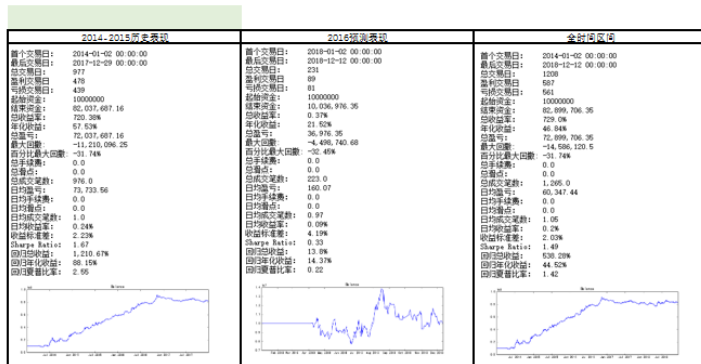 2014-2015历史表现
首个交易日: 2014-01-02 00:00:00
最后交易日: 2017-12-29 00:00:00
总交易日: 977
盈利交易日 478
亏损交易日: 439
起始资金: 10000000
结束资金: 82,037,687.16
总收益率: 720.38%
年化收益: 57.53%
总盈亏: 72,037,687.16
最大回撤: -11,210,096.25
百分比最大回撤: -31.74%
总手续费: 0.0
总滑点: 0.0
总成交笔数: 976.0
日均盈亏: 73,733.56
日均手续费: 0.0
日均滑点: 0.0
日均成交笔数: 1.0
日均收益率: 0.24%
收益标准差: 2.23%
Sharpe Ratio: 1.67
回归总收益: 1,210.67%
回归年化收益: 88.15%
回归夏普比率: 2.55
Balance
2016预测表现
首个交易日: 2018-01-02 00:00:00
最后交易日: 2018-12-12 00:00:00
总交易日: 231
盈利交易日 89
亏损交易日: 81
起始资金: 10000000
结束资金: 10,036,976.35
总收益率: 0.37%
年化收益: 21.52%
总盈亏: 36,976.35
最大回撤: -4,498,740.68
百分比最大回撤: -32.45%
总手续费: 0.0
总滑点: 0.0
总成交笔数: 223.0
日均盈亏: 160.07
日均手续费: 0.0
日均滑点: 0.0
日均成交笔数: 0.97
日均收益率: 0.09%
收益标准差: 4.19%
Sharpe Ratio: 0.33
回归总收益: 13.8%
回归年化收益: 14.37%
回归夏普比率: 0.22
Balance
全时间区间
首个交易日: 2014-01-02 00:00:00
最后交易日: 2018-12-12 00:00:00
总交易日: 1208
盈利交易日 587
亏损交易日: 561
起始资金: 10000000
结束资金: 82,899,706.35
总收益率: 729.0%
年化收益: 46.84%
总盈亏: 72,899,706.35
最大回撤: -14,586,120.5
百分比最大回撤: -31.74%
总手续费: 0.0
总滑点: 0.0
总成交笔数: 1,265.0
日均盈亏: 60,347.44
日均手续费: 0.0
日均滑点: 0.0
日均成交笔数: 1.05
日均收益率: 0.2%
收益标准差: 2.03%
Sharpe Ratio: 1.49
回归总收益: 538.28%
回归年化收益: 44.52%
回归夏普比率: 1.42
Balance